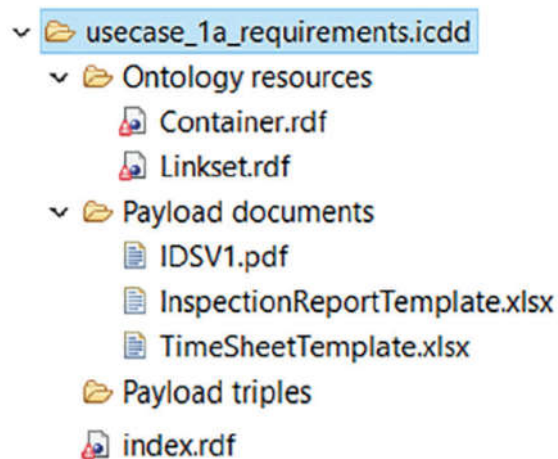 usecase_1a_requirements.icdd
Ontology resources
Container.rdf
Linkset.rdf
Payload documents
IDSV1.pdf
InspectionReportTemplate.xlsx
TimeSheetTemplate.xlsx
Payload triples
index.rdf